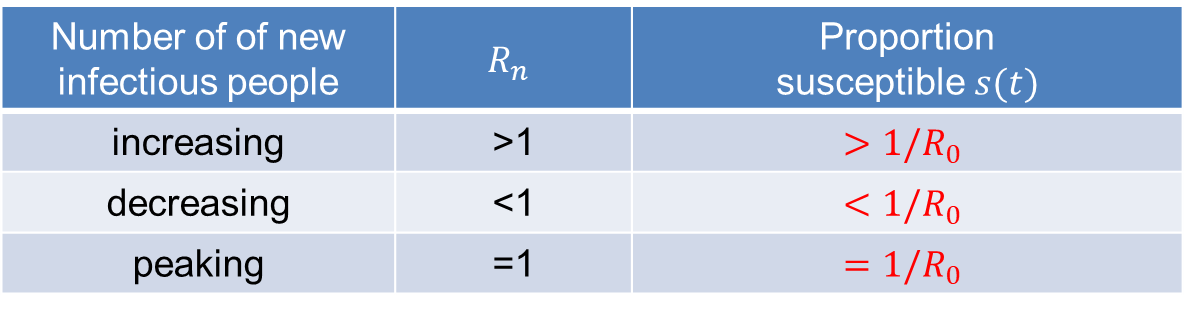 Number of of new
infectious people
Rₙ
Proportion
susceptible s(t)
increasing
>1
> 1/R₀
decreasing
<1
< 1/R₀
peaking
=1
= 1/R₀